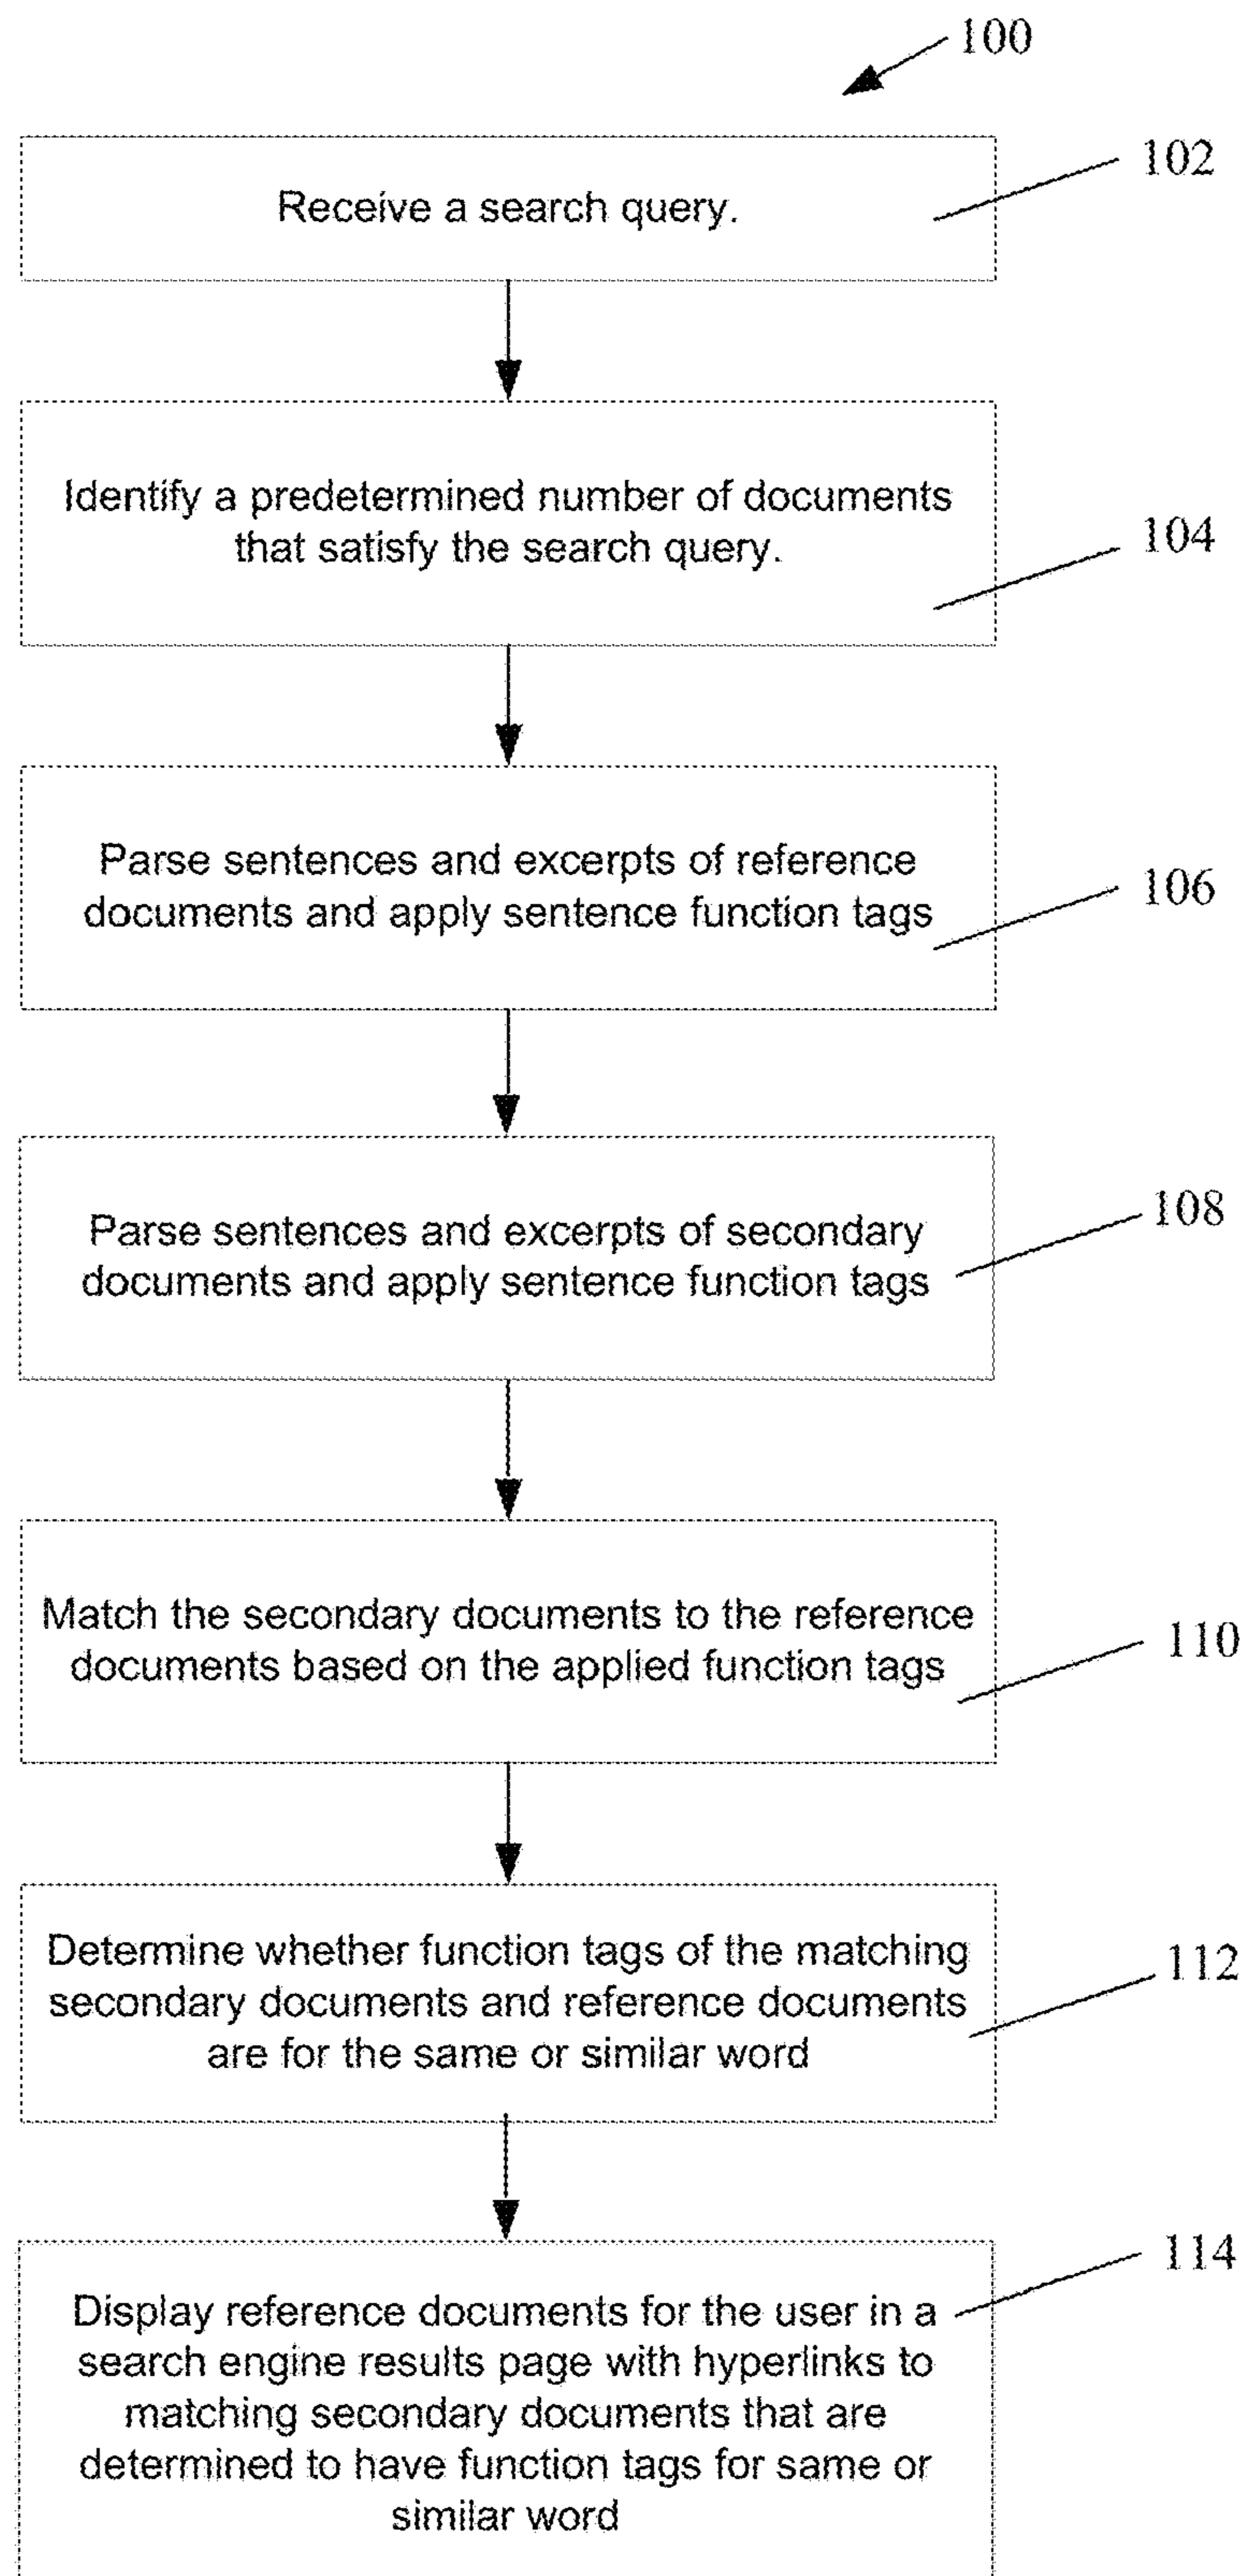 100
Receive a search query.
102
Identify a predetermined number of documents
that satisfy the search query.
104
Parse sentences and excerpts of reference
documents and apply sentence function tags
106
Parse sentences and excerpts of secondary
documents and apply sentence function tags
108
Match the secondary documents to the reference
documents based on the applied function tags
110
Determine whether function tags of the matching
secondary documents and reference documents
are for the same or similar word
112
114
Display reference documents for the user in a
search engine results page with hyperlinks to
matching secondary documents that are
determined to have function tags for same or
similar word